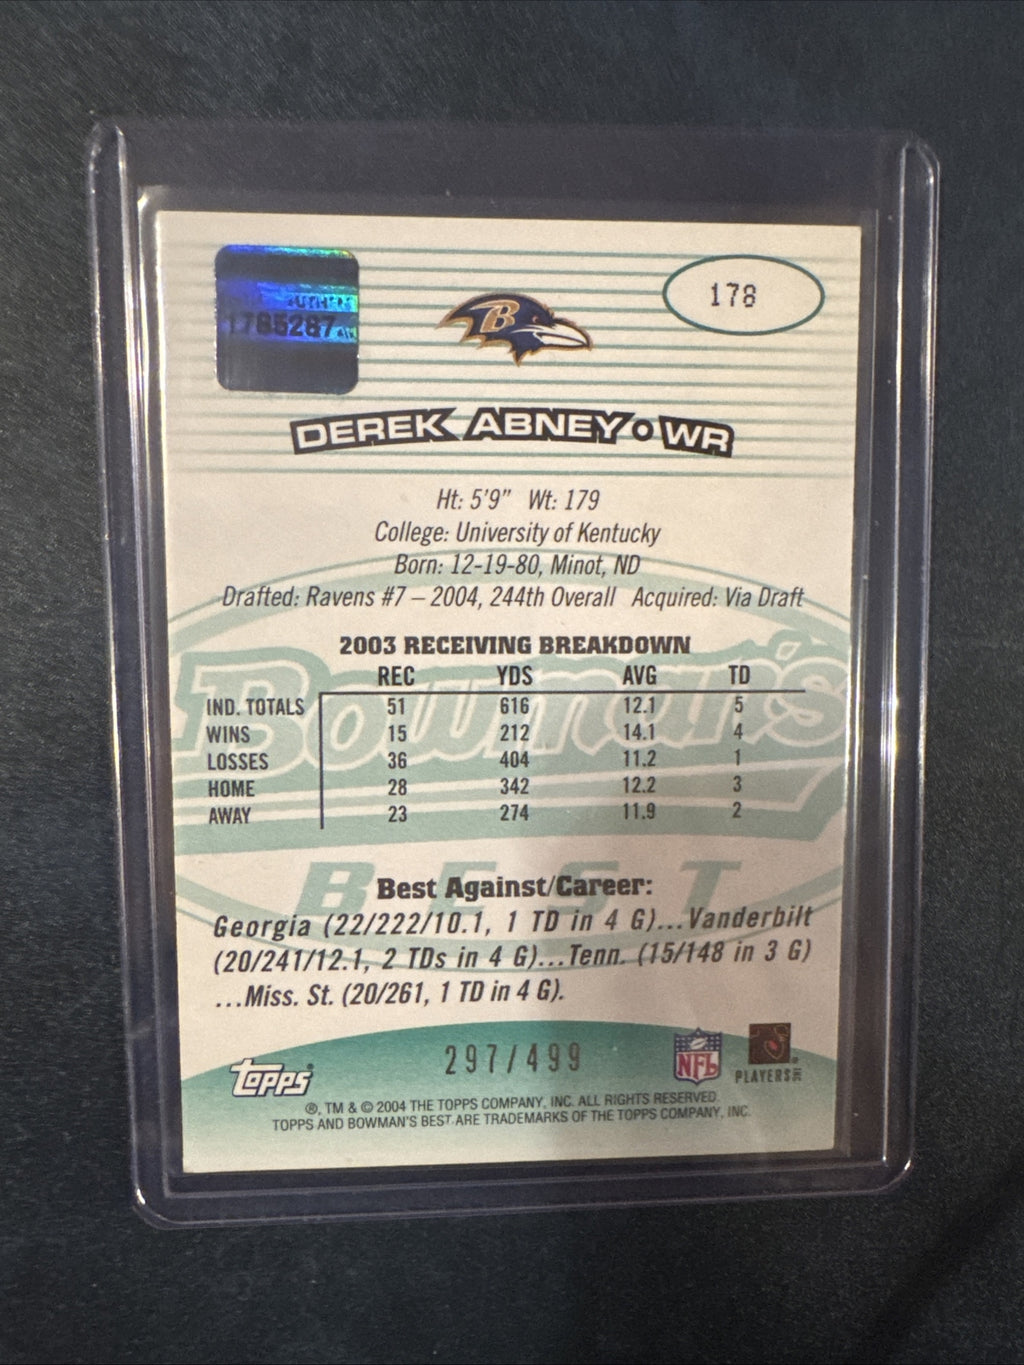 178
1785287
B
DEREK ABNEY • WR
Ht: 5'9" Wt: 179
College: University of Kentucky
Born: 12-19-80, Minot, ND
Drafted: Ravens #7 – 2004, 244th Overall Acquired: Via Draft
2003 RECEIVING BREAKDOWN
REC YDS AVG TD
IND. TOTALS 51 616 12.1 5
WINS 15 212 14.1 4
LOSSES 36 404 11.2 1
HOME 28 342 12.2 3
AWAY 23 274 11.9 2
Bowman's
BEST
Best Against/Career:
Georgia (22/222/10.1, 1 TD in 4 G)...Vanderbilt
(20/241/12.1, 2 TDs in 4 G)...Tenn. (15/148 in 3 G)
...Miss. St. (20/261, 1 TD in 4 G).
topps
297/499
NFL
PLAYERS INC
®, TM & © 2004 THE TOPPS COMPANY, INC. ALL RIGHTS RESERVED.
TOPPS AND BOWMAN'S BEST ARE TRADEMARKS OF THE TOPPS COMPANY, INC.